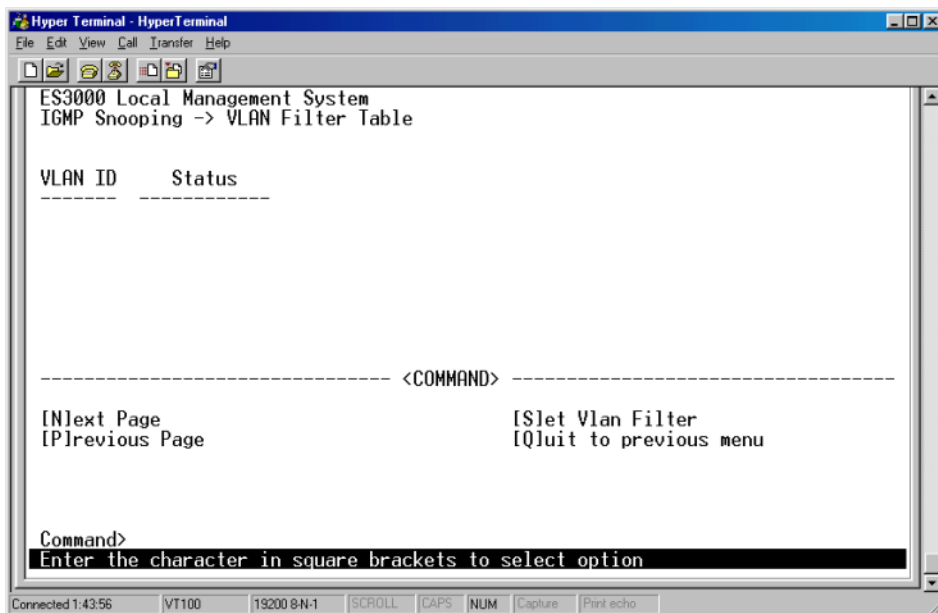 Hyper Terminal - HyperTerminal
File Edit View Call Transfer Help
ES3000 Local Management System
IGMP Snooping -> VLAN Filter Table
VLAN ID Status
------- ------------
-------------------------------- <COMMAND> -----------------------------------
[N]ext Page [S]et Vlan Filter
[P]revious Page [Q]uit to previous menu
Command>
Enter the character in square brackets to select option
Connected 1:43:56 VT100 19200 8-N-1 SCROLL CAPS NUM Capture Print echo